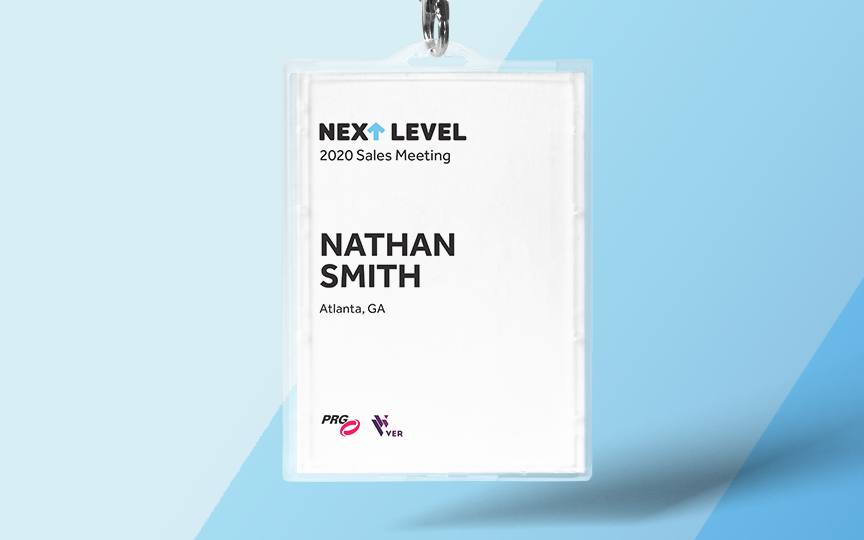 NEXT LEVEL
2020 Sales Meeting
NATHAN
SMITH
Atlanta, GA
PRG
VER